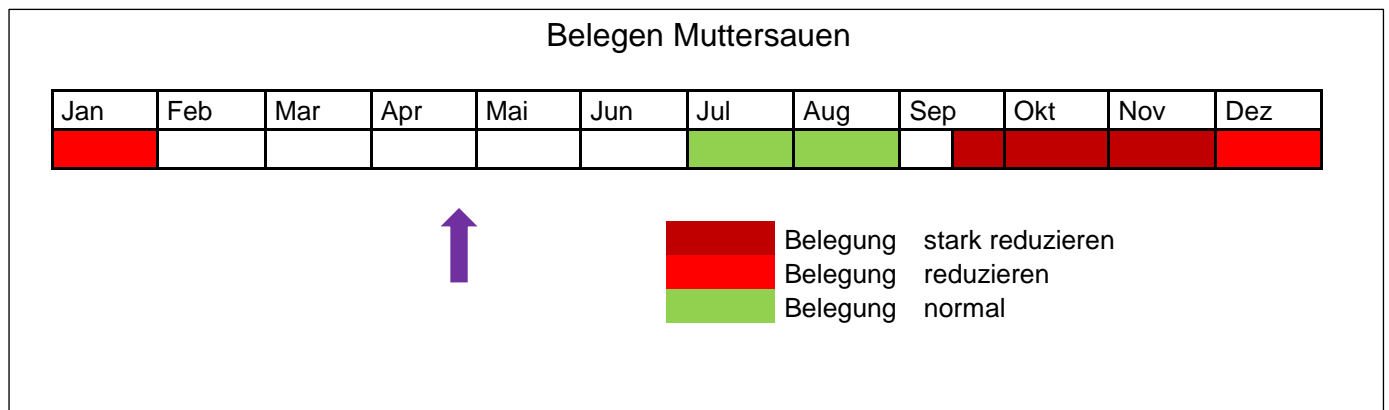 Belegen Muttersauen
Jan Feb Mar Apr Mai Jun Jul Aug Sep Okt Nov Dez
Belegung stark reduzieren
Belegung reduzieren
Belegung normal